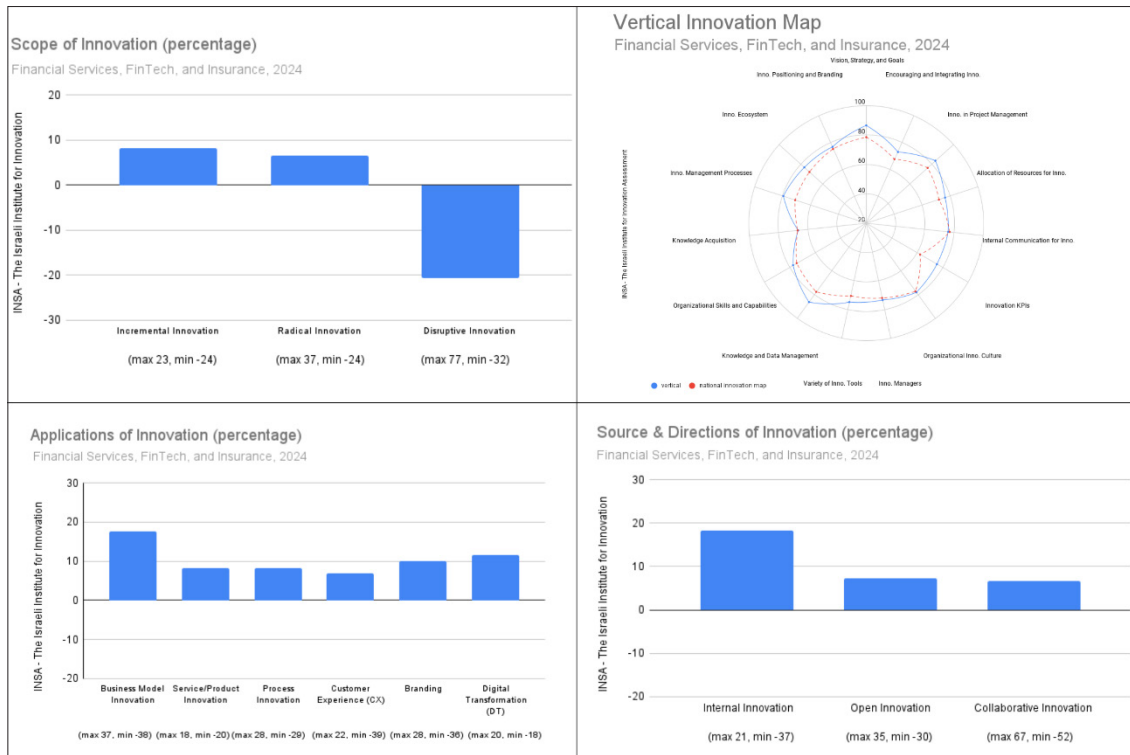 Scope of Innovation (percentage)
Financial Services, FinTech, and Insurance, 2024
INSA - The Israeli Institute for Innovation
20
10
0
-10
-20
-30
Incremental Innovation
Radical Innovation
Disruptive Innovation
(max 23, min -24)
(max 37, min -24)
(max 77, min -32)
Vertical Innovation Map
Financial Services, FinTech, and Insurance, 2024
INSA - The Israeli Institute for Innovation Assessment
Vision, Strategy, and Goals
Inno. Positioning and Branding
Encouraging and Integrating Inno.
Inno. Ecosystem
Inno. in Project Management
Inno. Management Processes
Allocation of Resources for Inno.
Knowledge Acquisition
Internal Communication for Inno.
Organizational Skills and Capabilities
Innovation KPIs
Knowledge and Data Management
Organizational Inno. Culture
Variety of Inno. Tools
Inno. Managers
100
80
60
40
20
vertical
national innovation map
Applications of Innovation (percentage)
Financial Services, FinTech, and Insurance, 2024
INSA - The Israeli Institute for Innovation
30
20
10
0
-10
-20
Business Model
Innovation
Service/Product
Innovation
Process
Innovation
Customer
Experience (CX)
Branding
Digital
Transformation
(DT)
(max 37, min -38)
(max 18, min -20)
(max 28, min -29)
(max 22, min -39)
(max 28, min -36)
(max 20, min -18)
Source & Directions of Innovation (percentage)
Financial Services, FinTech, and Insurance, 2024
INSA - The Israeli Institute for Innovation
30
20
10
0
-10
-20
Internal Innovation
Open Innovation
Collaborative Innovation
(max 21, min -37)
(max 35, min -30)
(max 67, min -52)